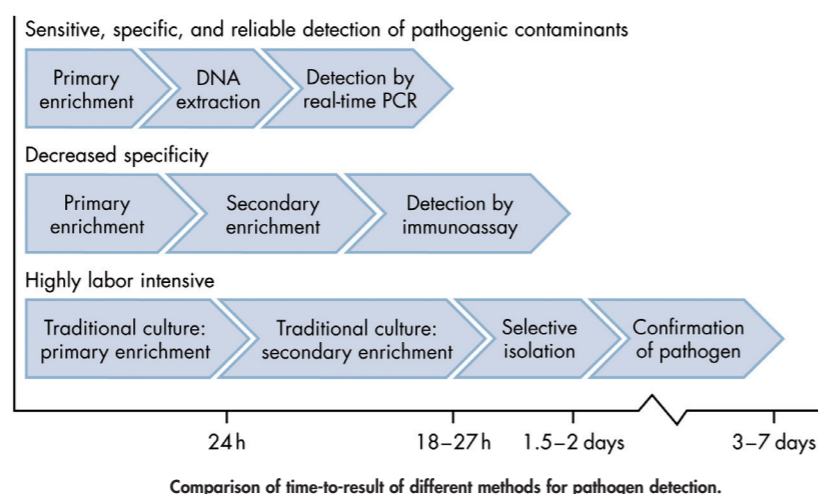 Sensitive, specific, and reliable detection of pathogenic contaminants
Primary
enrichment
DNA
extraction
Detection by
real-time PCR
Decreased specificity
Primary
enrichment
Secondary
enrichment
Detection by
immunoassay
Highly labor intensive
Traditional culture:
primary enrichment
Traditional culture:
secondary enrichment
Selective
isolation
Confirmation
of pathogen
24 h
18–27 h
1.5–2 days
3–7 days
Comparison of time-to-result of different methods for pathogen detection.